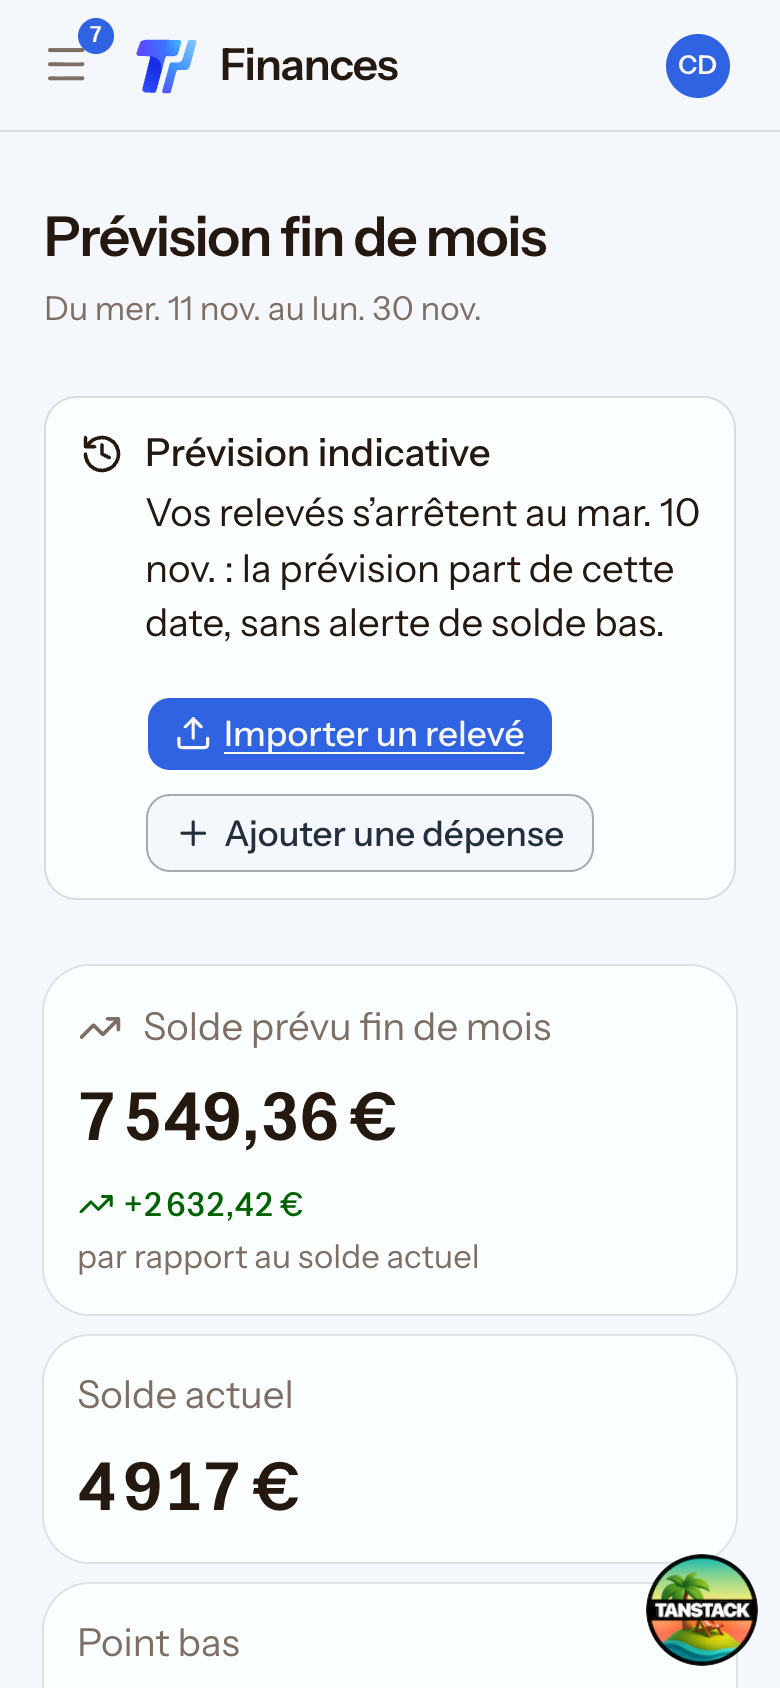 7
Finances
CD
Prévision fin de mois
Du mer. 11 nov. au lun. 30 nov.
Prévision indicative
Vos relevés s’arrêtent au mar. 10
nov. : la prévision part de cette
date, sans alerte de solde bas.
Importer un relevé
+ Ajouter une dépense
Solde prévu fin de mois
7 549,36 €
+2 632,42 €
par rapport au solde actuel
Solde actuel
4 917 €
TANSTACK
Point bas